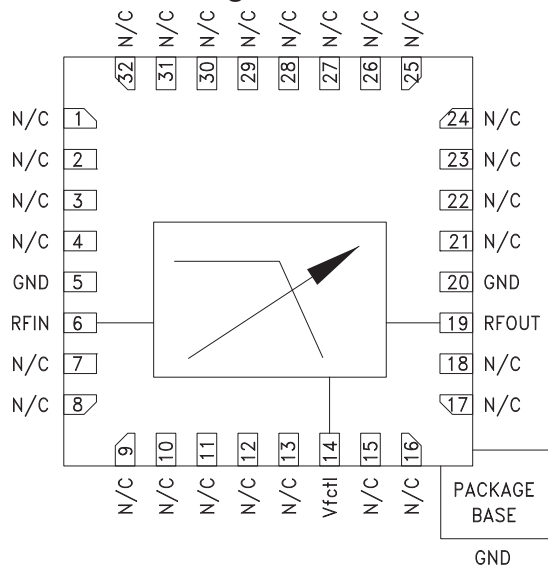 N/C N/C N/C N/C N/C N/C N/C N/C
32 31 30 29 28 27 26 25
N/C 1 24 N/C
N/C 2 23 N/C
N/C 3 22 N/C
N/C 4 21 N/C
GND 5 20 GND
RFIN 6 19 RFOUT
N/C 7 18 N/C
N/C 8 17 N/C
9 10 11 12 13 14 15 16
N/C N/C N/C N/C N/C Vfctl N/C N/C
PACKAGE
BASE
GND